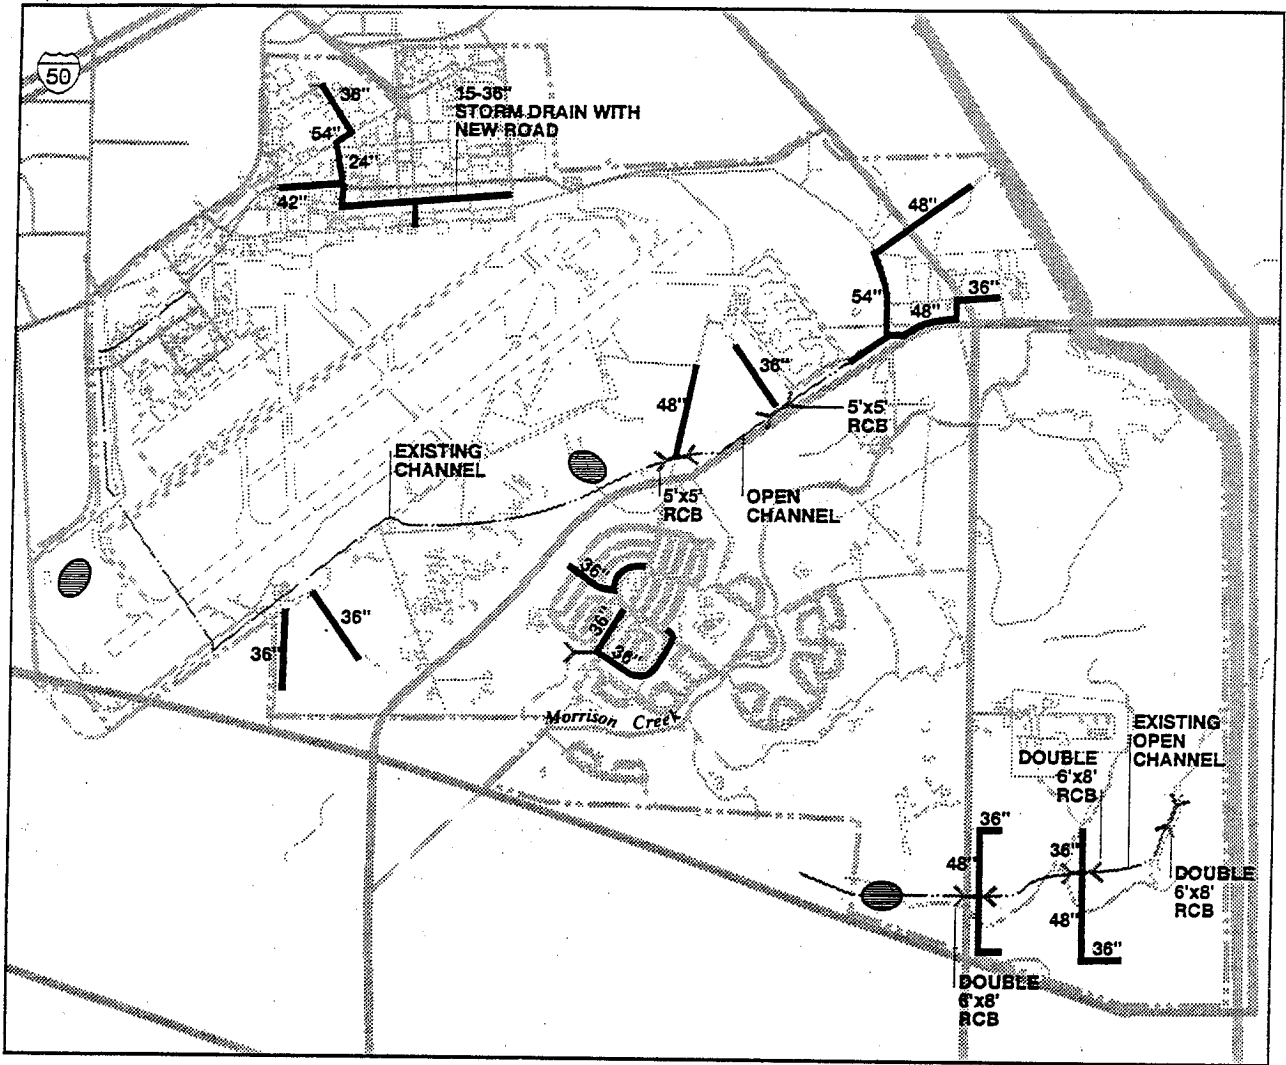 50
36"
15-36"
STORM DRAIN WITH
NEW ROAD
54"
24"
42"
48"
54"
36"
48"
36"
48"
5'x5'
RCB
EXISTING
CHANNEL
5'x5'
RCB
OPEN
CHANNEL
36"
36"
36"
36"
36"
Morrison Creek
EXISTING
OPEN
CHANNEL
DOUBLE
6'x8'
RCB
36"
48"
36"
48"
36"
DOUBLE
6'x8'
RCB
DOUBLE
6'x8'
RCB